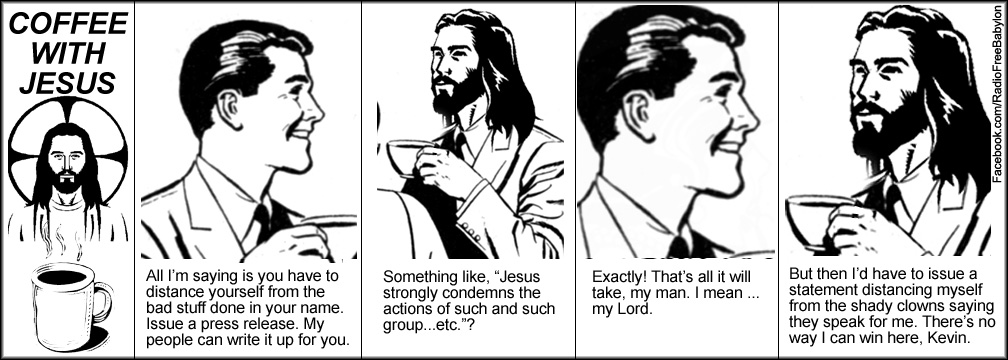 COFFEE
WITH
JESUS
All I'm saying is you have to
distance yourself from the
bad stuff done in your name.
Issue a press release. My
people can write it up for you.
Something like, “Jesus
strongly condemns the
actions of such and such
group...etc.”?
Exactly! That's all it will
take, my man. I mean ...
my Lord.
But then I'd have to issue a
statement distancing myself
from the shady clowns saying
they speak for me. There's no
way I can win here, Kevin.
Facebook.com/RadioFreeBabylon